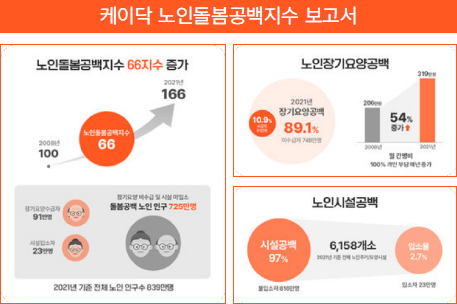 케이닥 노인돌봄공백지수 보고서
노인돌봄공백지수 66지수 증가
2021년
166
노인돌봄공백지수
66
2008년
100
장기요양수급자
91만명
시설입소자
23만명
장기요양 비수급 및 시설 미입소
돌봄공백 노인 인구 725만명
2021년 기준 전체 노인 인구수 839만명
노인장기요양공백
10.9%
2021년
장기요양공백
89.1%
미수급자 748만명
206만원
2008년
54%
증가
319만원
2021년
월 간병비
100% 개인 부담 매년 증가
노인시설공백
시설공백
97%
6,158개소
2021년 기준 전체 노인주거/요양시설
입소율
2.7%
미입소자 816만명
입소자 23만명